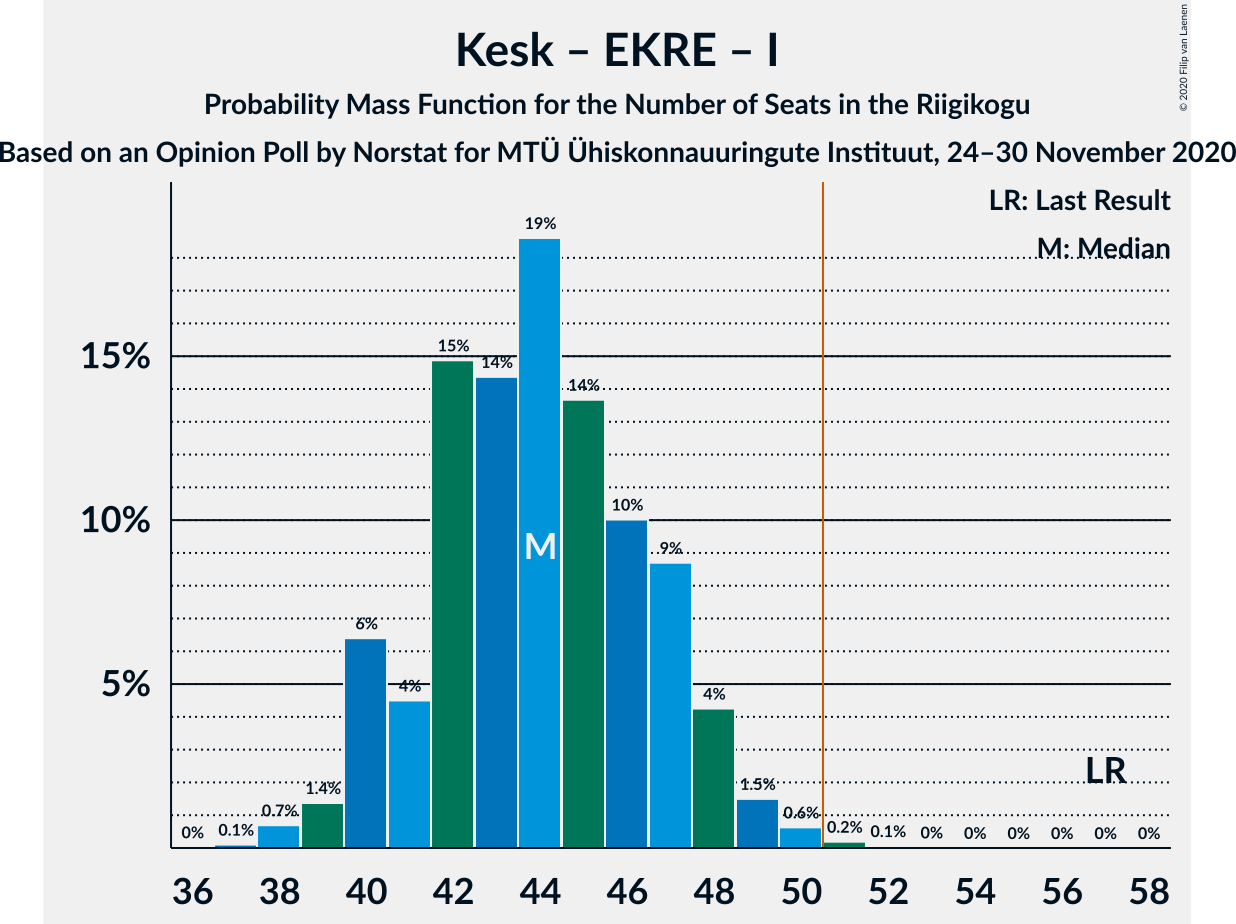 Kesk – EKRE – I
Probability Mass Function for the Number of Seats in the Riigikogu
Based on an Opinion Poll by Norstat for MTÜ Ühiskonnauuringute Instituut, 24–30 November 2020
© 2020 Filip van Laenen
LR: Last Result
M: Median
15%
10%
5%
0% 0.1% 0.7% 1.4% 6% 4% 15% 14% 19% 14% 10% 9% 4% 1.5% 0.6% 0.2% 0.1% 0% 0% 0% 0% 0% 0%
M
LR
36 38 40 42 44 46 48 50 52 54 56 58